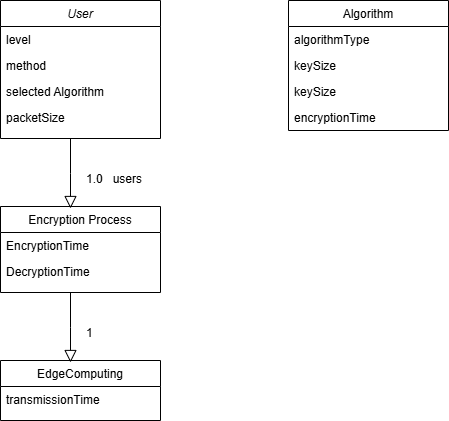 User
level
method
selected Algorithm
packetSize
Algorithm
algorithmType
keySize
keySize
encryptionTime
1.0 users
Encryption Process
EncryptionTime
DecryptionTime
1
EdgeComputing
transmissionTime